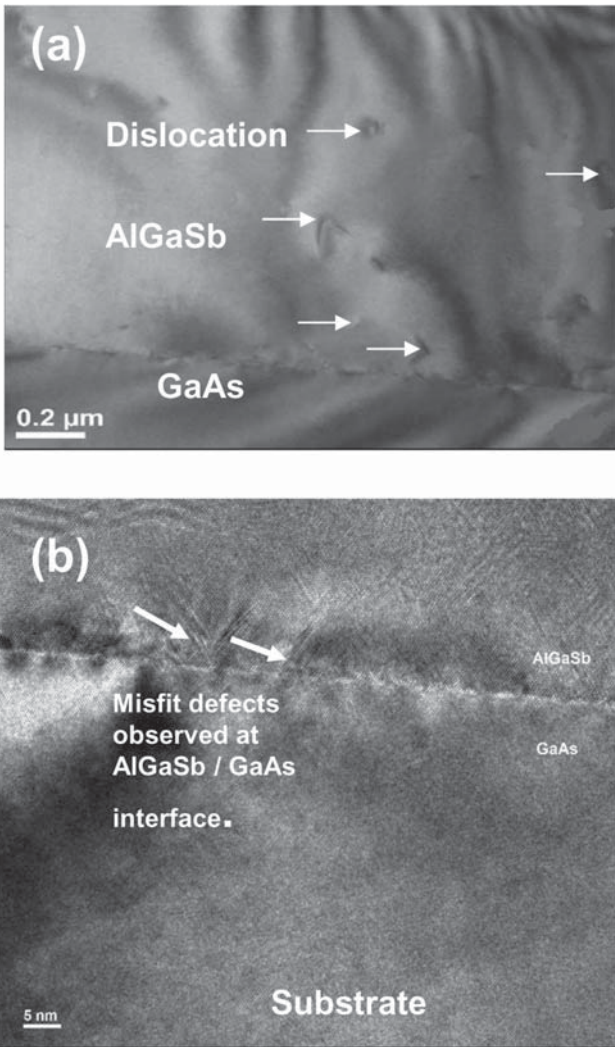 (a)
Dislocation
AlGaSb
GaAs
0.2 µm
(b)
AlGaSb
Misfit defects
observed at
AlGaSb / GaAs
interface.
GaAs
Substrate
5 nm